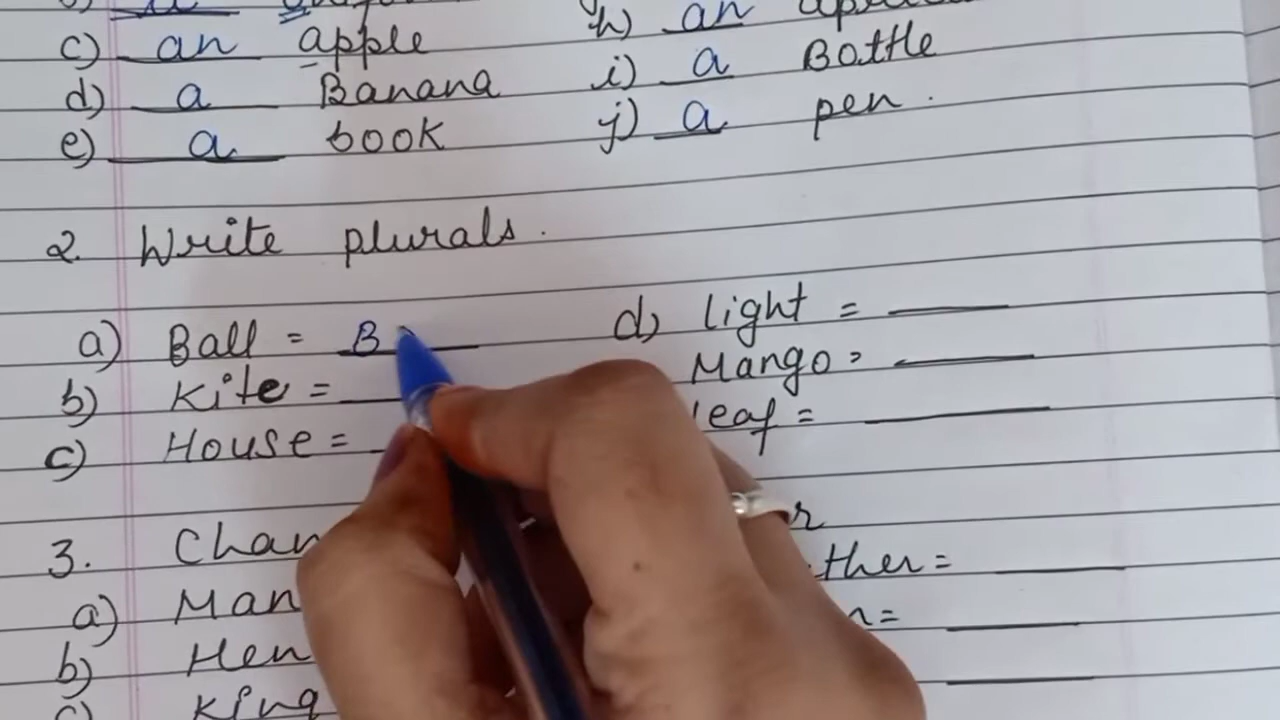 c) an apple
d) a Banana
e) a book
h) an
i) a Bottle
j) a pen.
2. Write plurals.
a) Ball = B
b) Kite =
c) House =
d) light =
Mango =
leaf =
3.
a) Man
b) Hen
c) King